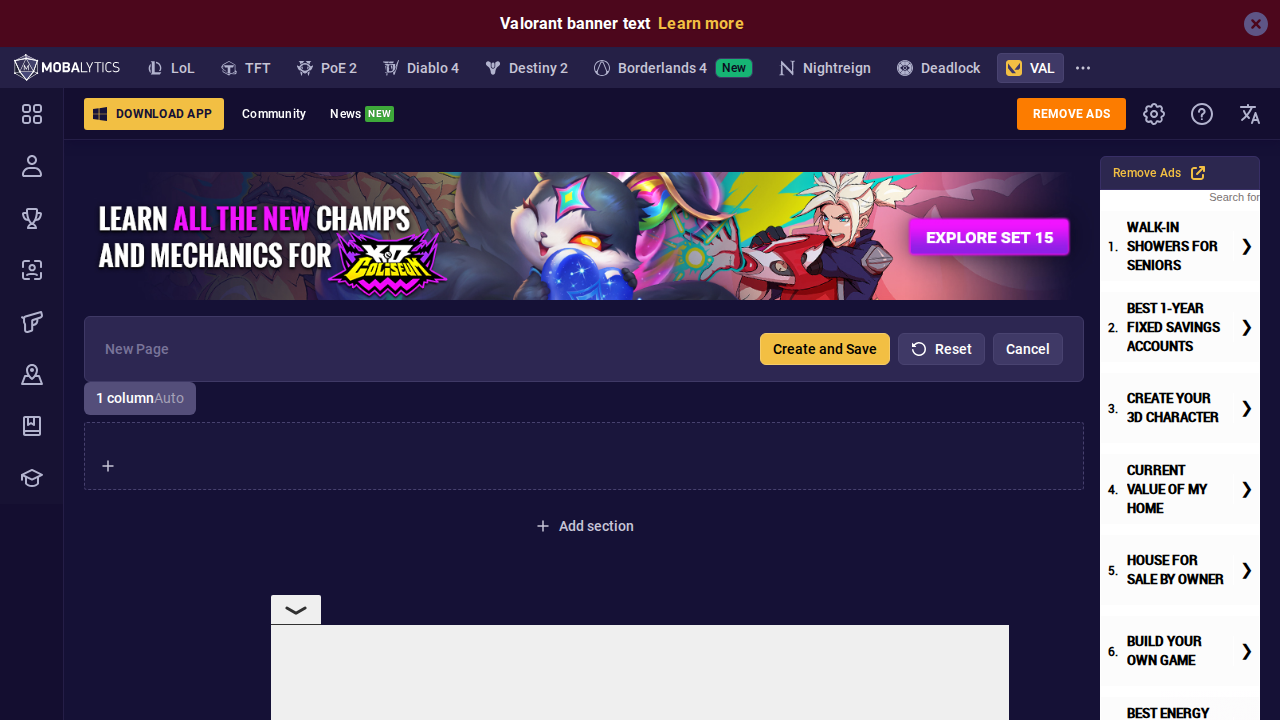 Valorant banner text Learn more
MOBALYTICS
LoL
TFT
PoE 2
Diablo 4
Destiny 2
Borderlands 4 New
Nightreign
Deadlock
VAL
DOWNLOAD APP
Community
News NEW
REMOVE ADS
LEARN ALL THE NEW CHAMPS
AND MECHANICS FOR
K.O.
COLISEUM
EXPLORE SET 15
New Page
Create and Save
Reset
Cancel
1 columnAuto
Add section
Remove Ads
Search for
1. WALK-IN
SHOWERS FOR
SENIORS
2. BEST 1-YEAR
FIXED SAVINGS
ACCOUNTS
3. CREATE YOUR
3D CHARACTER
4. CURRENT
VALUE OF MY
HOME
5. HOUSE FOR
SALE BY OWNER
6. BUILD YOUR
OWN GAME
BEST ENERGY